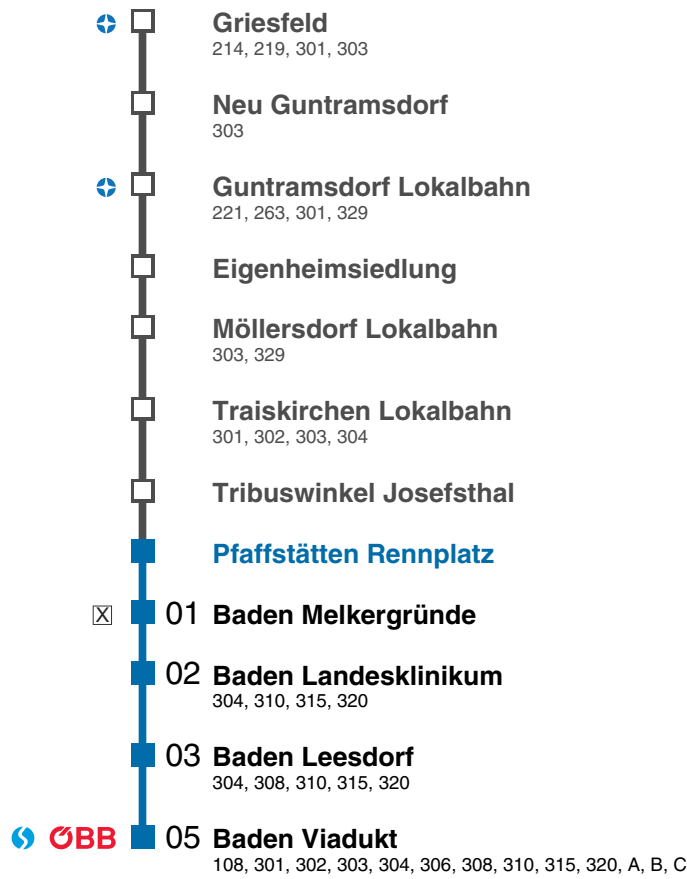 Griesfeld
214, 219, 301, 303
Neu Guntramsdorf
303
Guntramsdorf Lokalbahn
221, 263, 301, 329
Eigenheimsiedlung
Möllersdorf Lokalbahn
303, 329
Traiskirchen Lokalbahn
301, 302, 303, 304
Tribuswinkel Josefsthal
Pfaffstätten Rennplatz
X 01 Baden Melkergründe
02 Baden Landesklinikum
304, 310, 315, 320
03 Baden Leesdorf
304, 308, 310, 315, 320
ÖBB 05 Baden Viadukt
108, 301, 302, 303, 304, 306, 308, 310, 315, 320, A, B, C